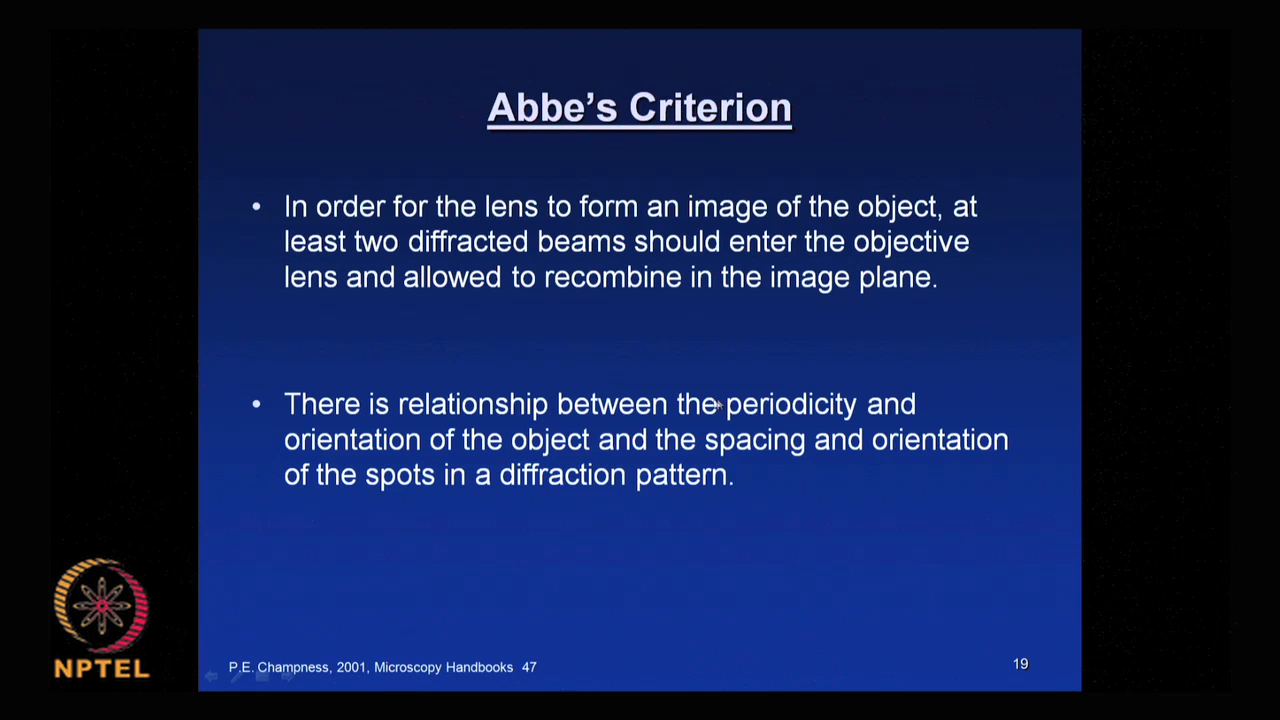 Abbe's Criterion
• In order for the lens to form an image of the object, at
least two diffracted beams should enter the objective
lens and allowed to recombine in the image plane.
• There is relationship between the periodicity and
orientation of the object and the spacing and orientation
of the spots in a diffraction pattern.
NPTEL
P.E. Champness, 2001, Microscopy Handbooks 47
19